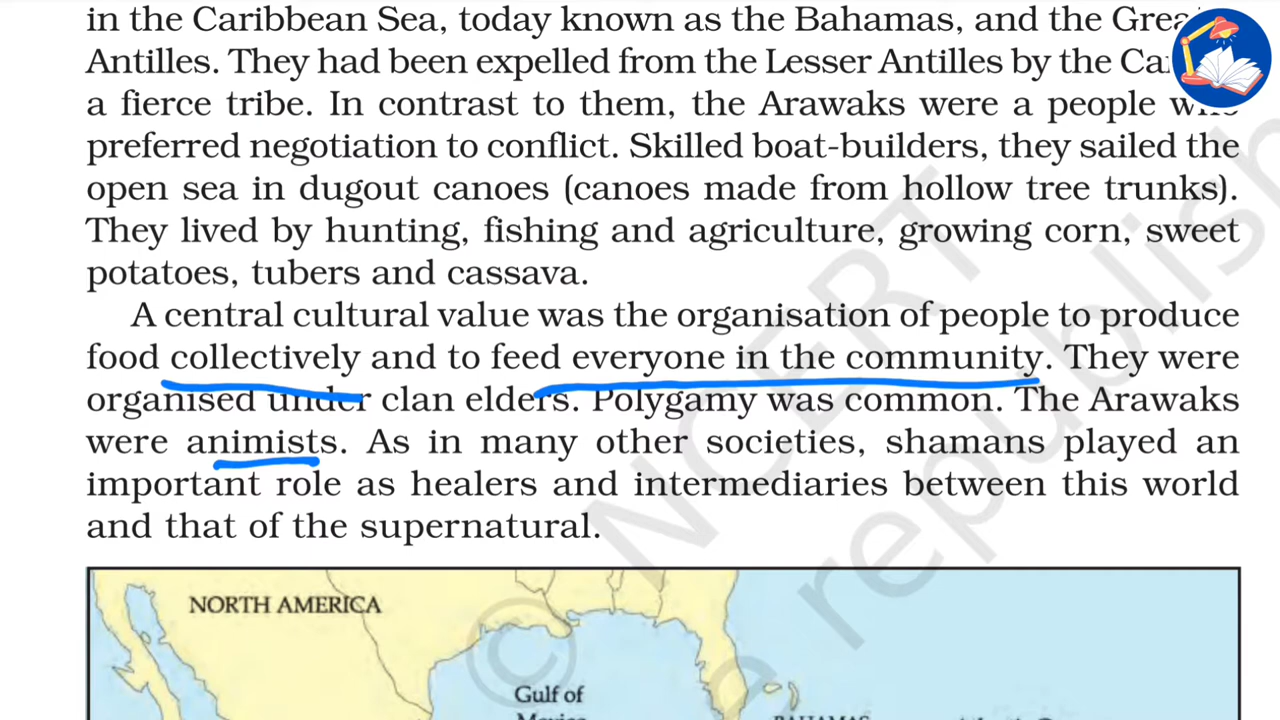 in the Caribbean Sea, today known as the Bahamas, and the
Antilles. They had been expelled from the Lesser Antilles by the
a fierce tribe. In contrast to them, the Arawaks were a people
preferred negotiation to conflict. Skilled boat-builders, they sailed the
open sea in dugout canoes (canoes made from hollow tree trunks).
They lived by hunting, fishing and agriculture, growing corn, sweet
potatoes, tubers and cassava.
A central cultural value was the organisation of people to produce
food collectively and to feed everyone in the community. They were
organised under clan elders. Polygamy was common. The Arawaks
were animists. As in many other societies, shamans played an
important role as healers and intermediaries between this world
and that of the supernatural.
NORTH AMERICA
Gulf of
Mexico
BAHAMAS
© NCERT
republish